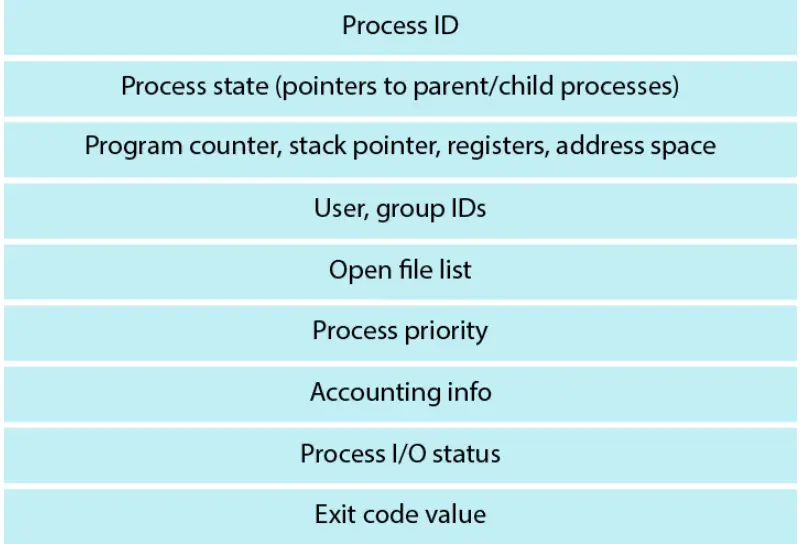 Process ID
Process state (pointers to parent/child processes)
Program counter, stack pointer, registers, address space
User, group IDs
Open file list
Process priority
Accounting info
Process I/O status
Exit code value